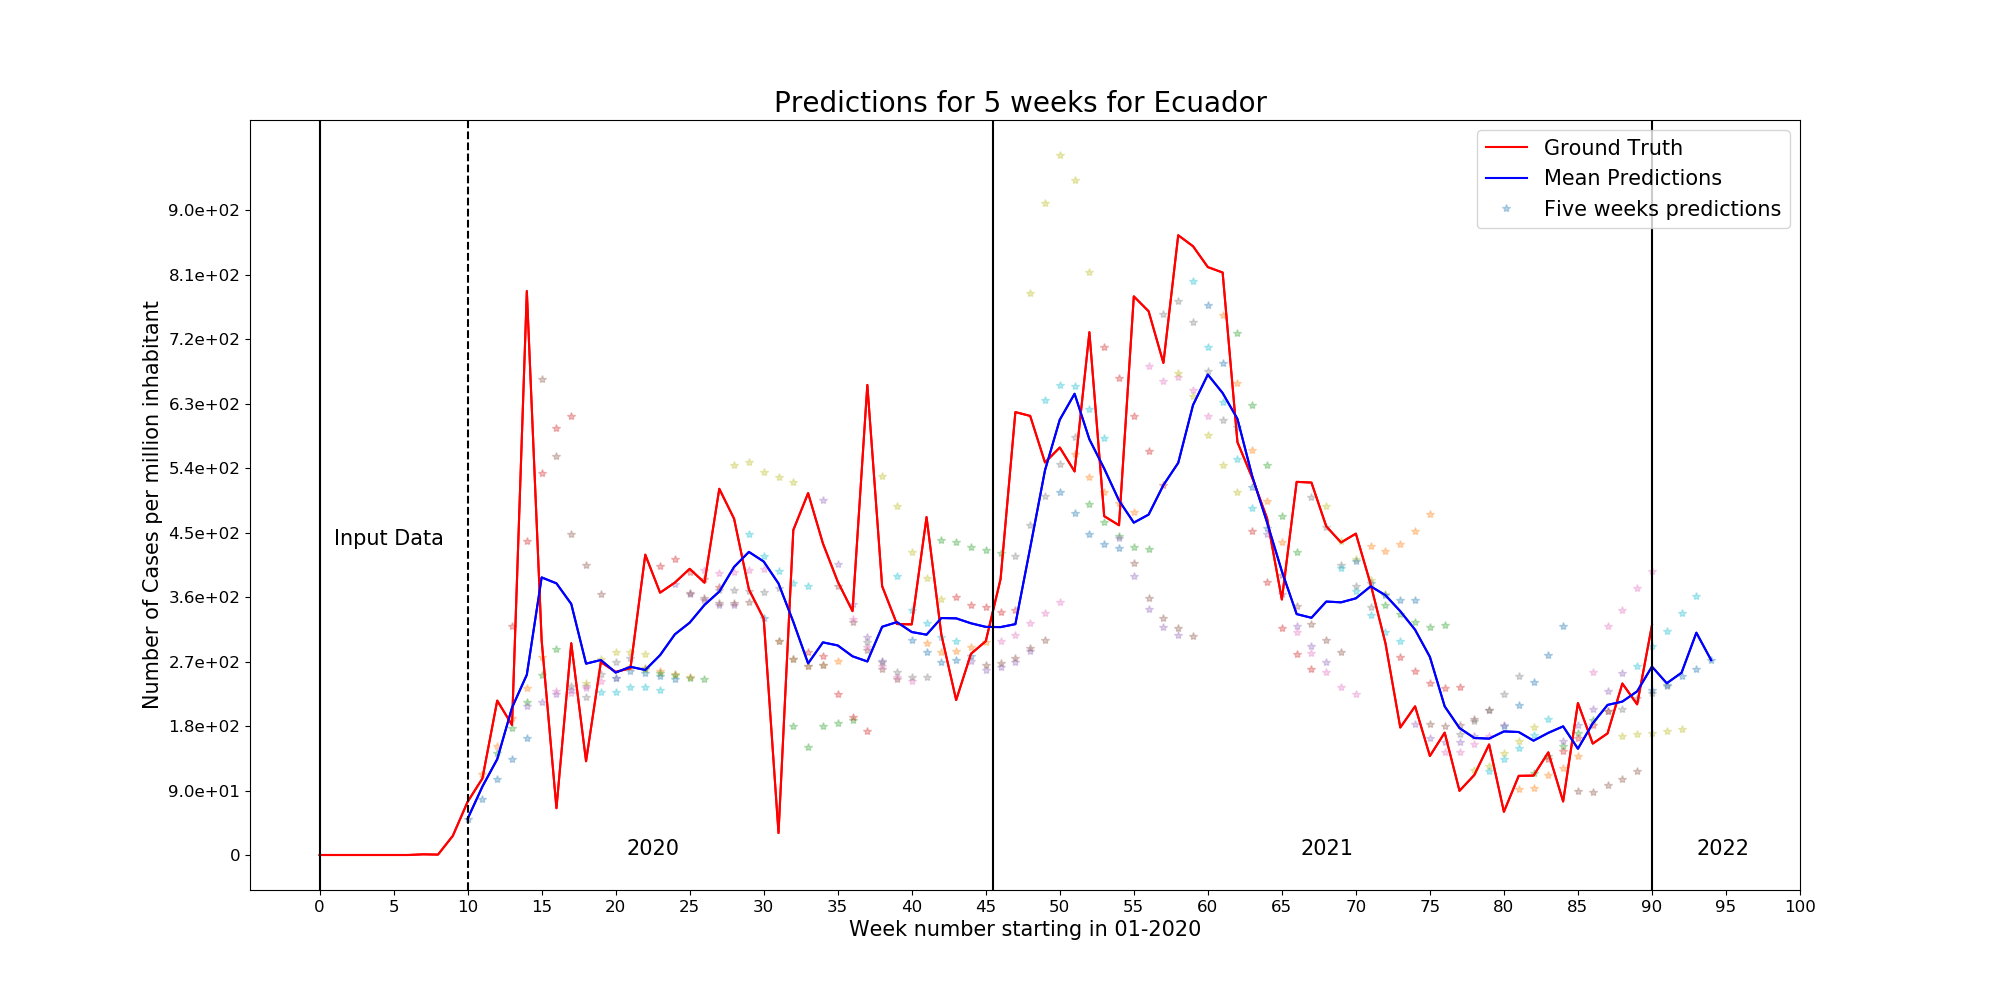 Predictions for 5 weeks for Ecuador
Ground Truth
Mean Predictions
Five weeks predictions
Number of Cases per million inhabitant
9.0e+02
8.1e+02
7.2e+02
6.3e+02
5.4e+02
4.5e+02
3.6e+02
2.7e+02
1.8e+02
9.0e+01
0
Input Data
2020
2021
2022
0 5 10 15 20 25 30 35 40 45 50 55 60 65 70 75 80 85 90 95 100
Week number starting in 01-2020